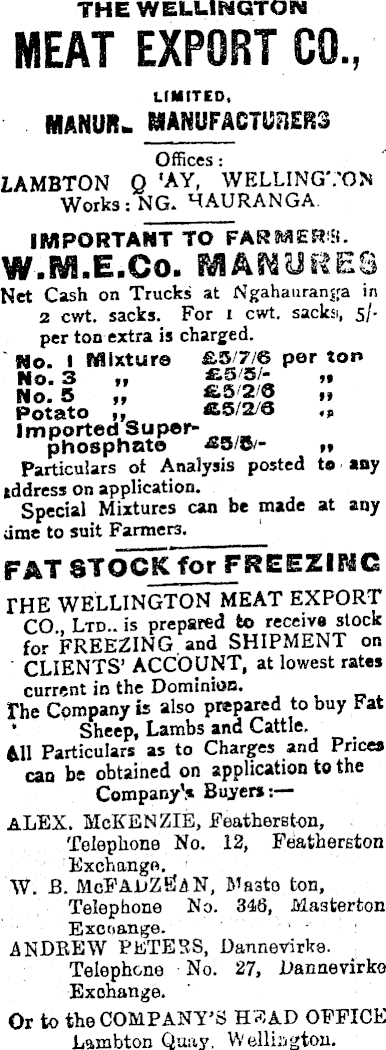 THE WELLINGTON
MEAT EXPORT CO.,
LIMITED,
MANUR_ MANUFACTURERS
Offices :
LAMBTON Q 'AY, WELLINGTON
Works : NG. HAURANGA.
IMPORTANT TO FARMERS.
W.M.E.Co. MANURES
Net Cash on Trucks at Ngahauranga in
2 cwt. sacks. For 1 cwt. sacks, 5/-
per ton extra is charged.
No. 1 Mixture £5/7/6 per ton
No. 3 „ £5/5/- „
No. 5 „ £5/2/6 „
Potato „ £5/2/6 „
Imported Super-
phosphate £5/5/- „
Particulars of Analysis posted to any
address on application.
Special Mixtures can be made at any
time to suit Farmers.
FAT STOCK for FREEZING
THE WELLINGTON MEAT EXPORT
CO., LTD.. is prepared to receive stock
for FREEZING and SHIPMENT on
CLIENTS' ACCOUNT, at lowest rates
current in the Dominion.
The Company is also prepared to buy Fat
Sheep, Lambs and Cattle.
All Particulars as to Charges and Prices
can be obtained on application to the
Company's Buyers :—
ALEX. McKENZIE, Featherston,
Telephone No. 12, Featherston
Exchange.
W. B. McFADZEAN, Masto ton,
Telephone No. 346, Masterton
Exchange.
ANDREW PETERS, Dannevirke.
Telephone No. 27, Dannevirke
Exchange.
Or to the COMPANY'S HEAD OFFICE
Lambton Quay, Wellington.